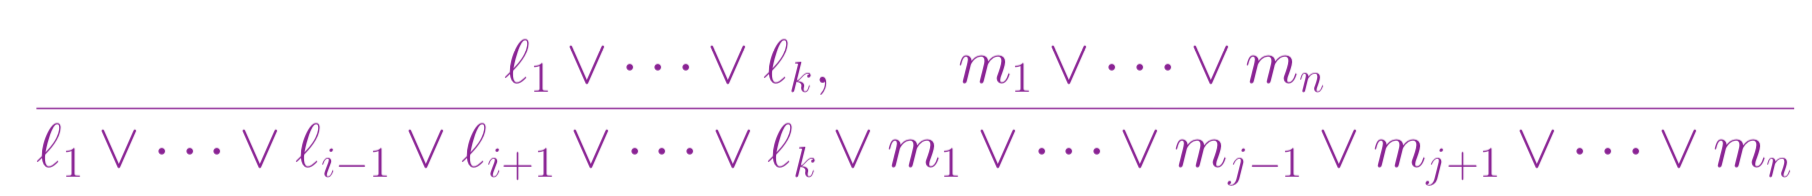 ℓ₁ ∨ ⋯ ∨ ℓₖ, m₁ ∨ ⋯ ∨ mₙ
ℓ₁ ∨ ⋯ ∨ ℓᵢ₋₁ ∨ ℓᵢ₊₁ ∨ ⋯ ∨ ℓₖ ∨ m₁ ∨ ⋯ ∨ mⱼ₋₁ ∨ mⱼ₊₁ ∨ ⋯ ∨ mₙ